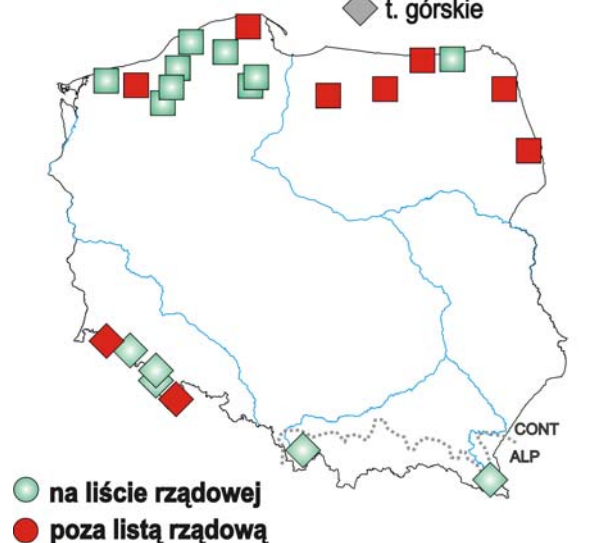 t. górskie
CONT
ALP
na liście rządowej
poza listą rządową